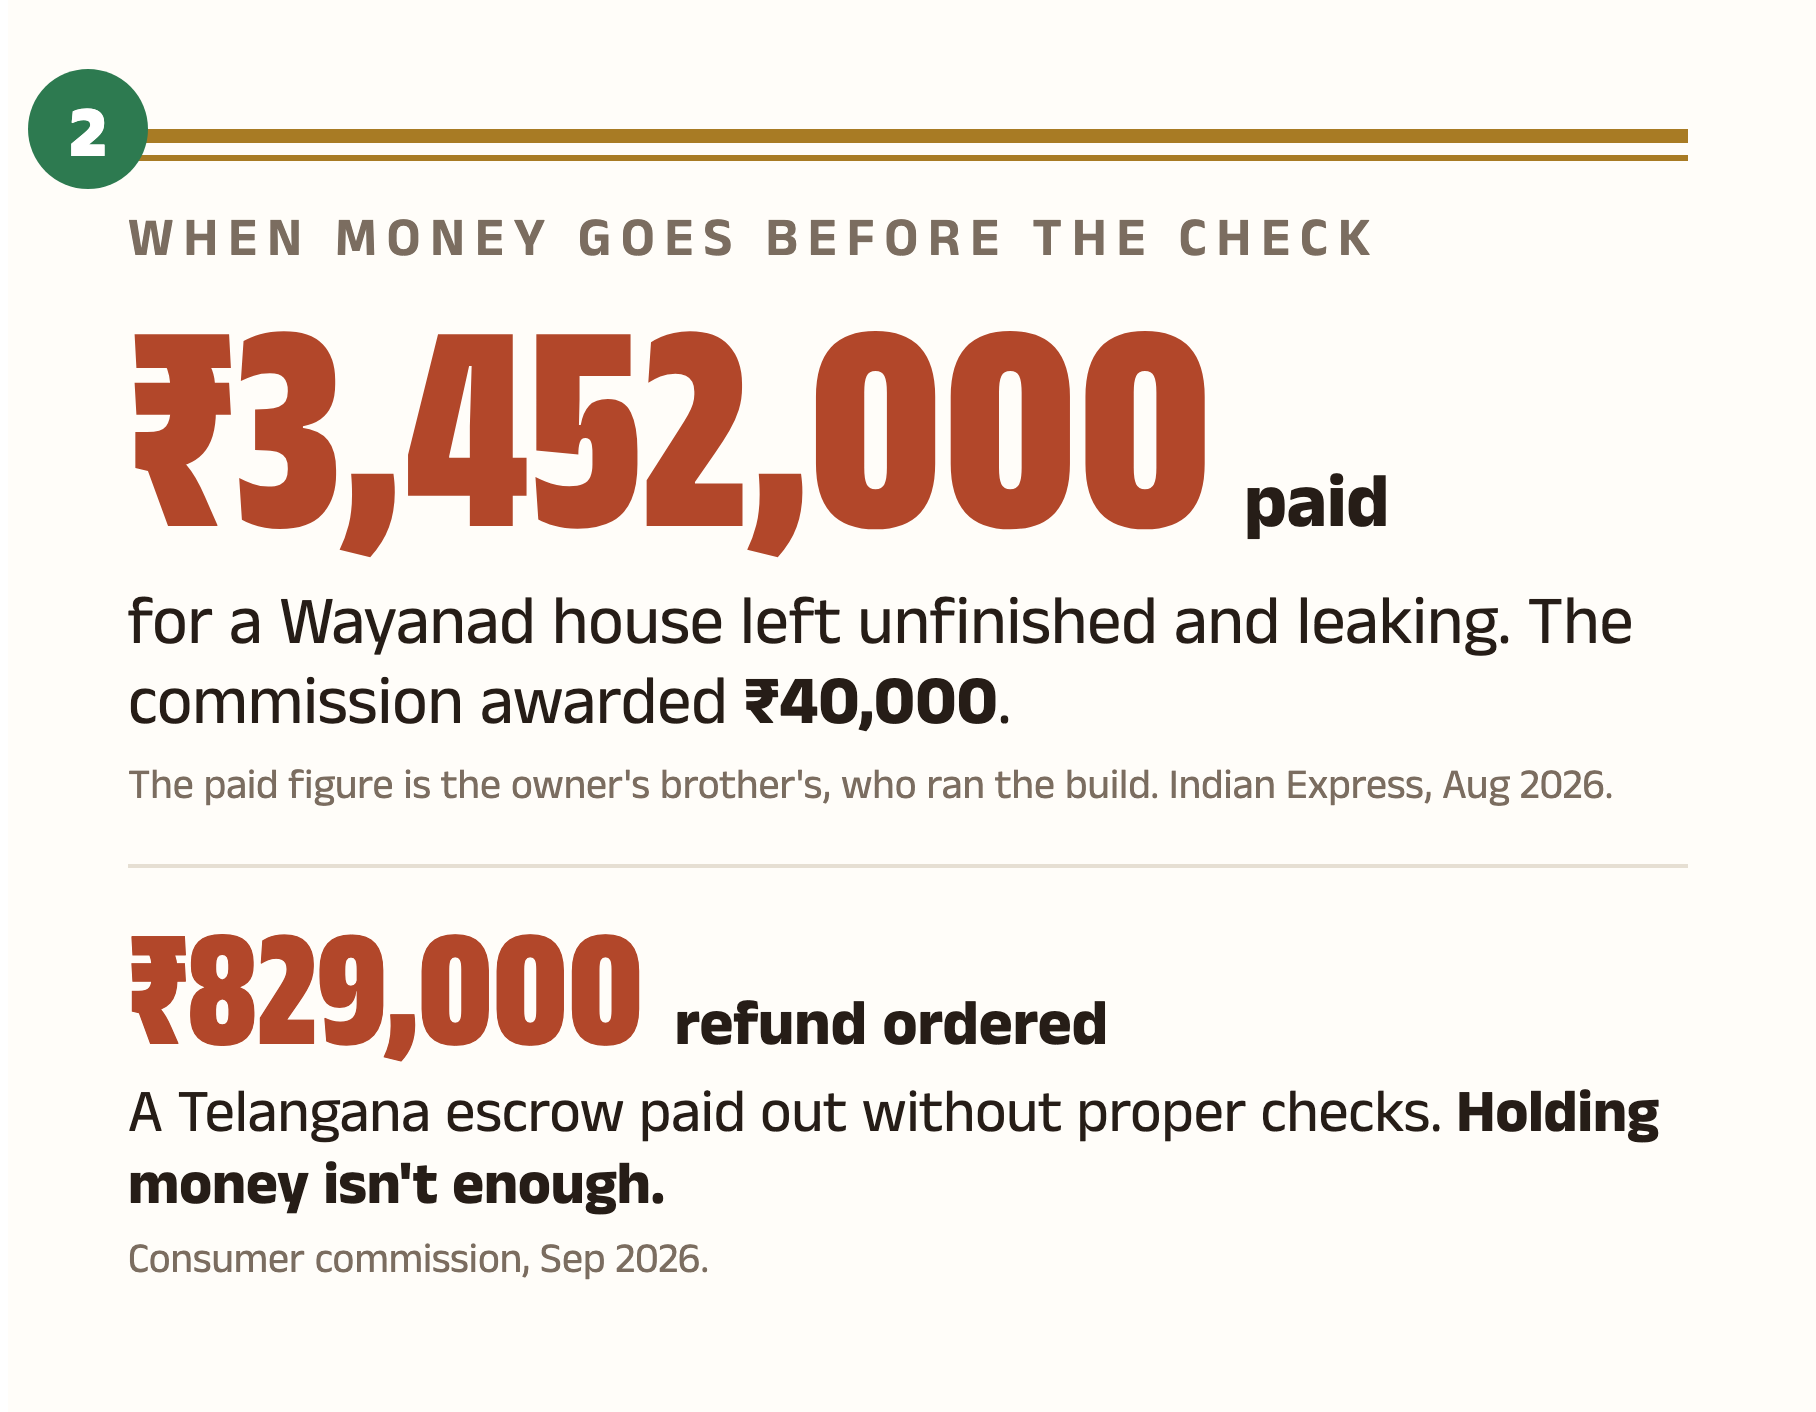 2
WHEN MONEY GOES BEFORE THE CHECK
₹3,452,000 paid
for a Wayanad house left unfinished and leaking. The
commission awarded ₹40,000.
The paid figure is the owner's brother's, who ran the build. Indian Express, Aug 2026.
₹829,000 refund ordered
A Telangana escrow paid out without proper checks. Holding
money isn't enough.
Consumer commission, Sep 2026.